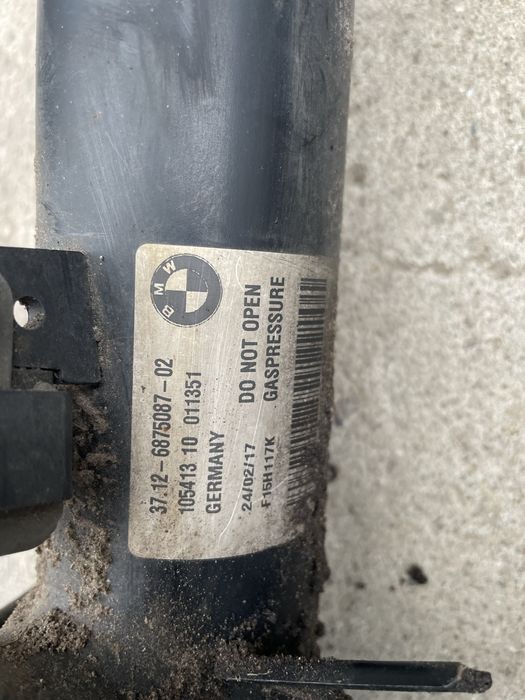 BMW
37.12-6875087-02
105413 10 011351
GERMANY DO NOT OPEN
24/02/17 GASPRESSURE
F15H117K